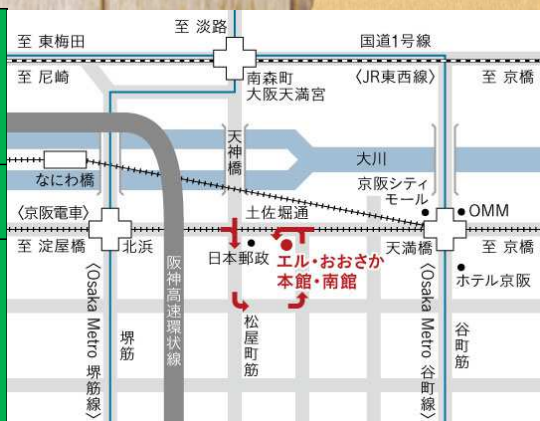 至 淡路
至 東梅田
国道1号線
至 尼崎
南森町
大阪天満宮
〈JR東西線〉
至 京橋
天神橋
大川
なにわ橋
京阪シティ
モール
OMM
〈京阪電車〉
土佐堀通
至 淀屋橋
北浜
日本郵政
エル・おおさか
本館・南館
天満橋
至 京橋
ホテル京阪
阪神高速環状線
〈Osaka Metro 堺筋線〉
堺筋
松屋町筋
〈Osaka Metro 谷町線〉
谷町筋